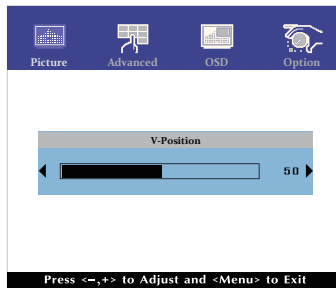 Picture Advanced OSD Option
V-Position
50
Press <-,+> to Adjust and <Menu> to Exit